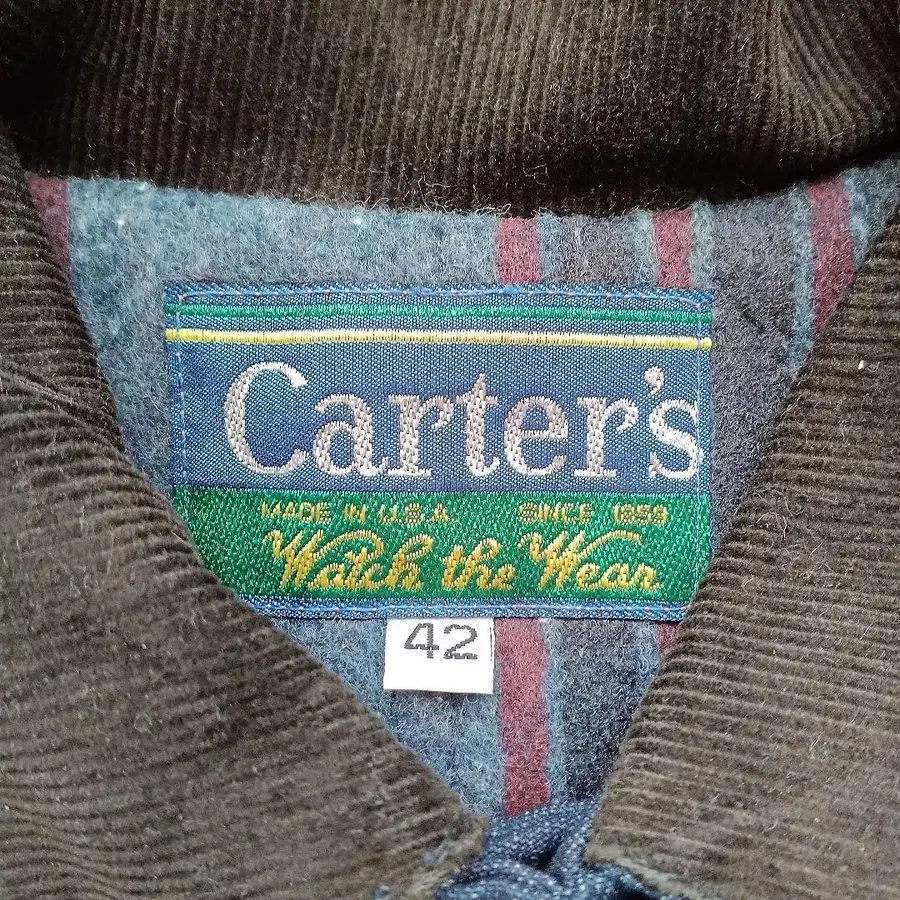 Carter's
MADE IN U.S.A. SINCE 1859
Watch the Wear
42